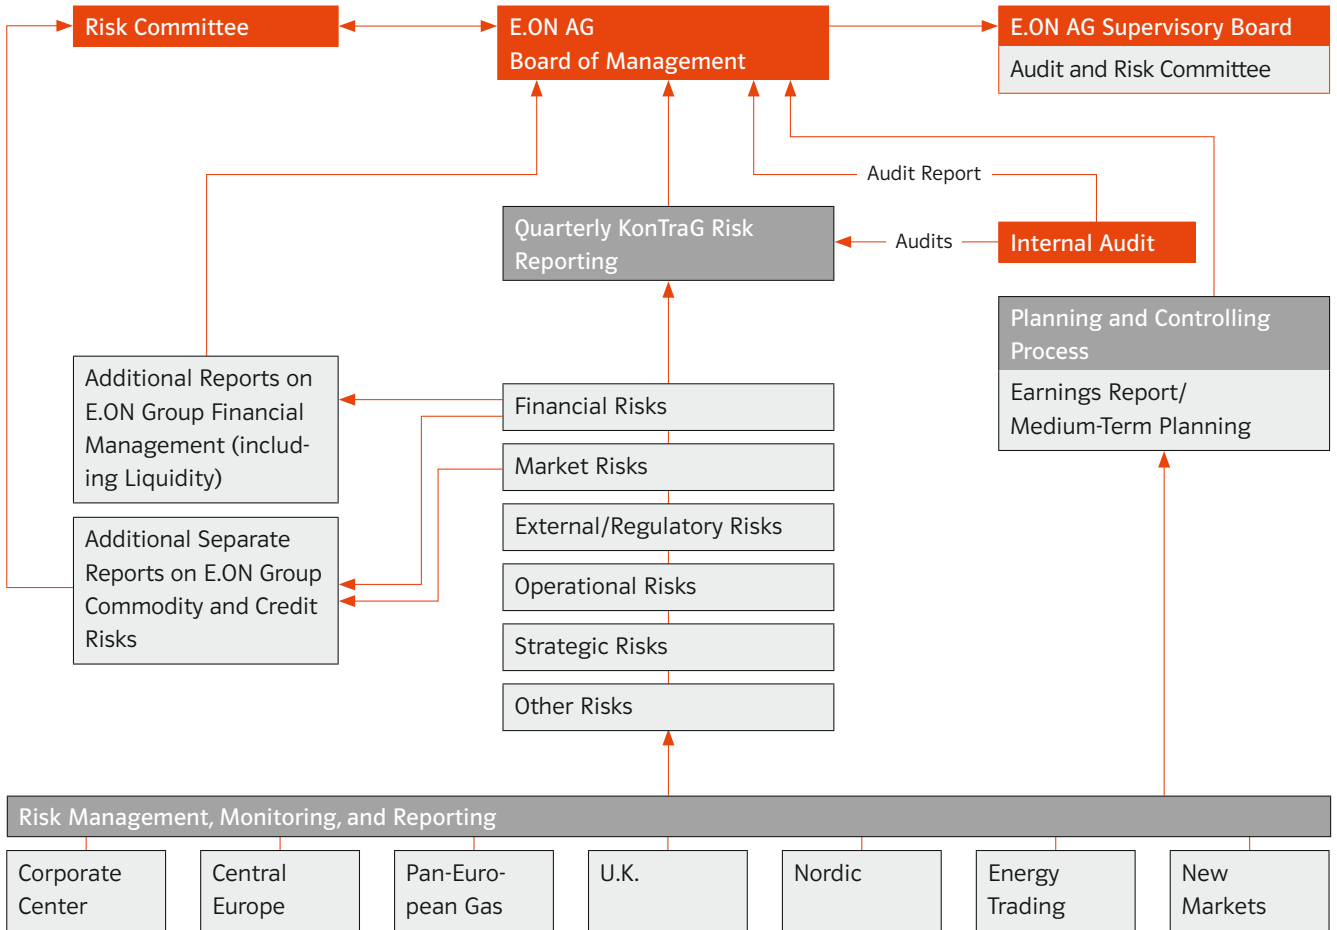 Risk Committee
E.ON AG
Board of Management
E.ON AG Supervisory Board
Audit and Risk Committee
Audit Report
Quarterly KonTraG Risk
Reporting
Audits
Internal Audit
Planning and Controlling
Process
Earnings Report/
Medium-Term Planning
Additional Reports on
E.ON Group Financial
Management (includ-
ing Liquidity)
Additional Separate
Reports on E.ON Group
Commodity and Credit
Risks
Financial Risks
Market Risks
External/Regulatory Risks
Operational Risks
Strategic Risks
Other Risks
Risk Management, Monitoring, and Reporting
Corporate
Center
Central
Europe
Pan-Euro-
pean Gas
U.K.
Nordic
Energy
Trading
New
Markets